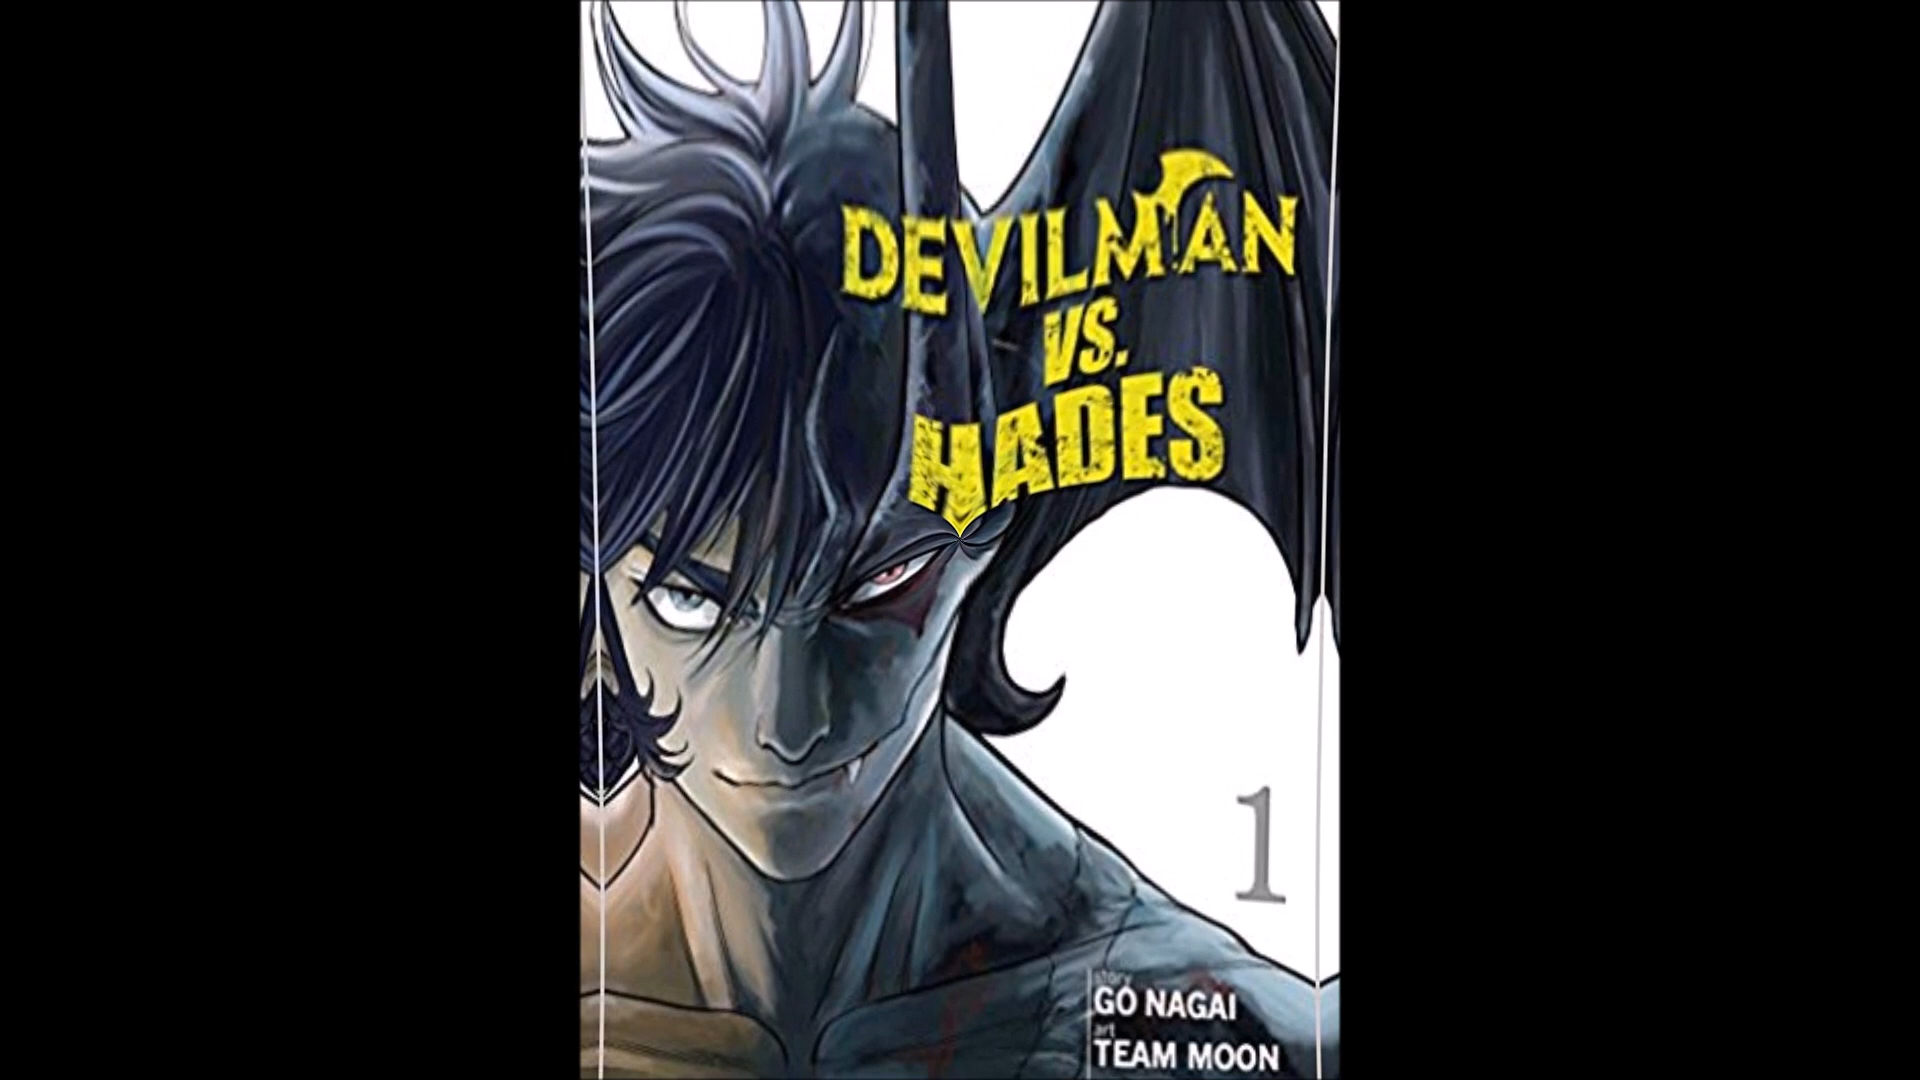 DEVILMAN
VS.
HADES
1
story
GO NAGAI
art
TEAM MOON